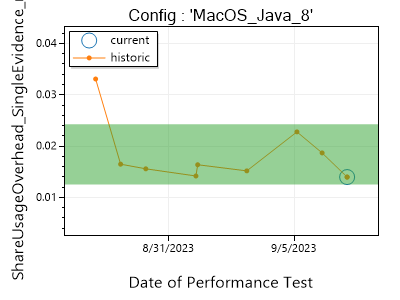 Config : 'MacOS_Java_8'
current
historic
0.04
0.03
0.02
0.01
ShareUsageOverhead_SingleEvidence_
8/31/2023
9/5/2023
Date of Performance Test